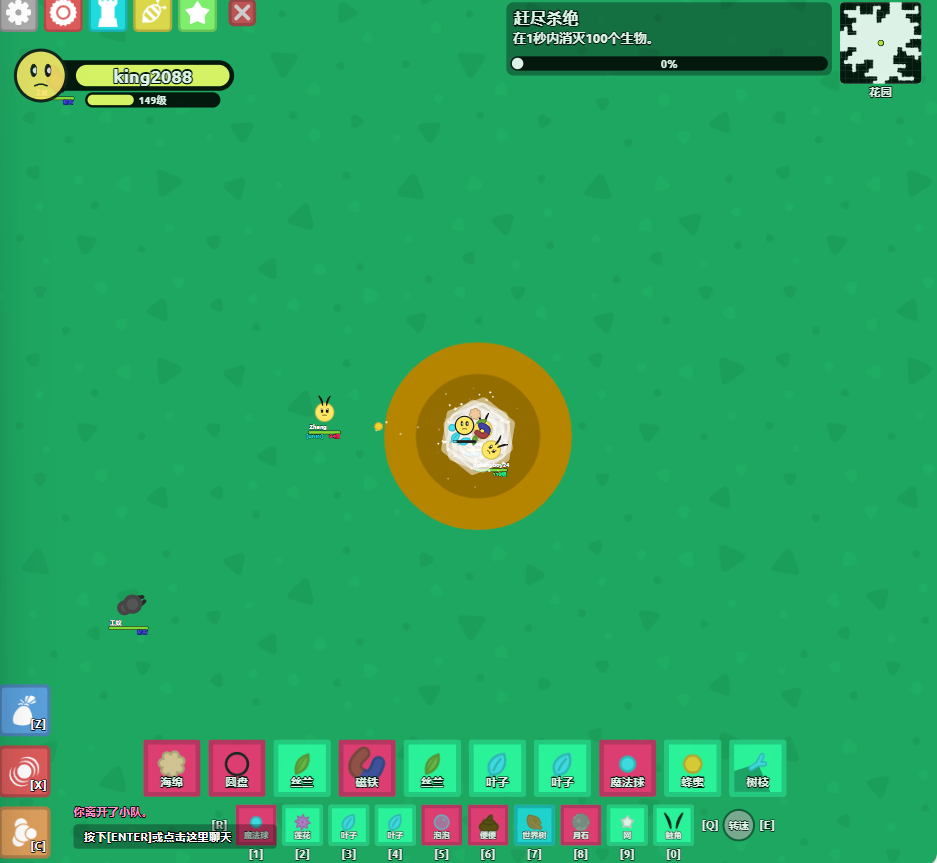 赶尽杀绝
在1秒内消灭100个生物。
0%
花园
king2088
149级
Zheng
工蚁
[Z]
[X]
[C]
海绵
圆盘
丝兰
磁铁
丝兰
叶子
叶子
魔法球
蜂蜜
树枝
你离开了小队。
按下[ENTER]或点击这里聊天
[R]
魔法球
莲花
叶子
叶子
泡泡
便便
世界树
月石
网
触角
[Q]
转速
[E]
[1]
[2]
[3]
[4]
[5]
[6]
[7]
[8]
[9]
[0]